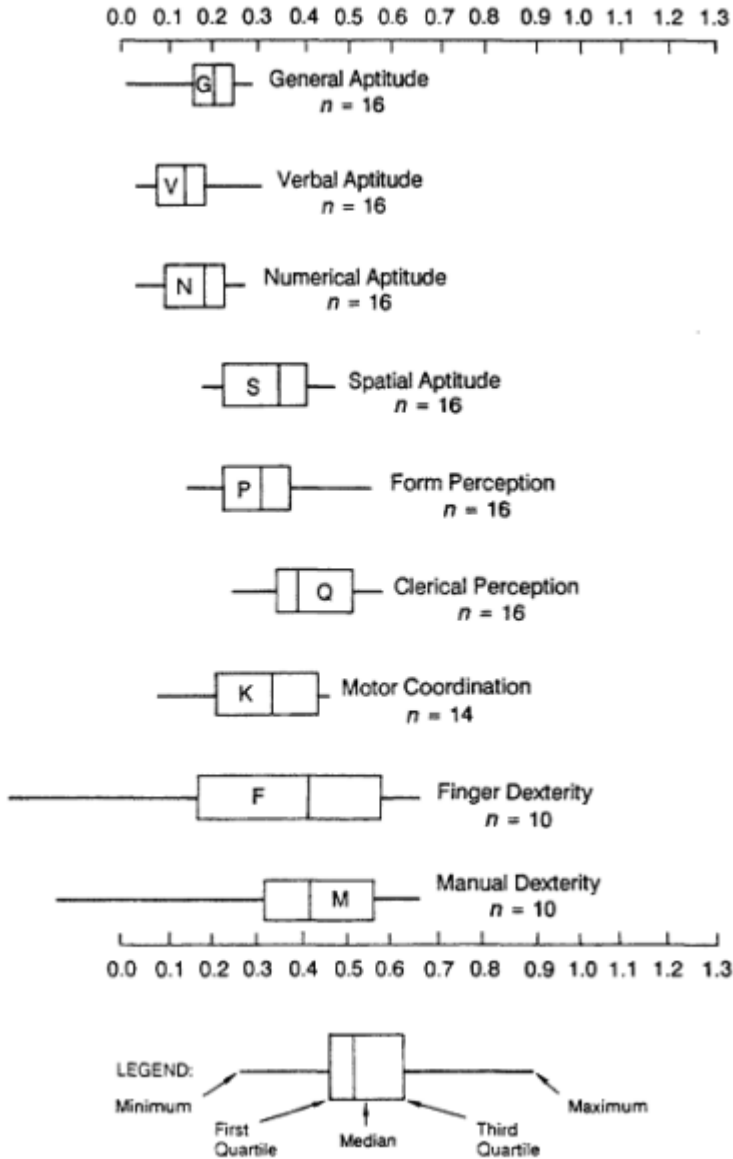 0.0 0.1 0.2 0.3 0.4 0.5 0.6 0.7 0.8 0.9 1.0 1.1 1.2 1.3
G General Aptitude
n = 16
V Verbal Aptitude
n = 16
N Numerical Aptitude
n = 16
S Spatial Aptitude
n = 16
P Form Perception
n = 16
Q Clerical Perception
n = 16
K Motor Coordination
n = 14
F Finger Dexterity
n = 10
M Manual Dexterity
n = 10
0.0 0.1 0.2 0.3 0.4 0.5 0.6 0.7 0.8 0.9 1.0 1.1 1.2 1.3
LEGEND:
Minimum Maximum
First Third
Median
Quartile Quartile